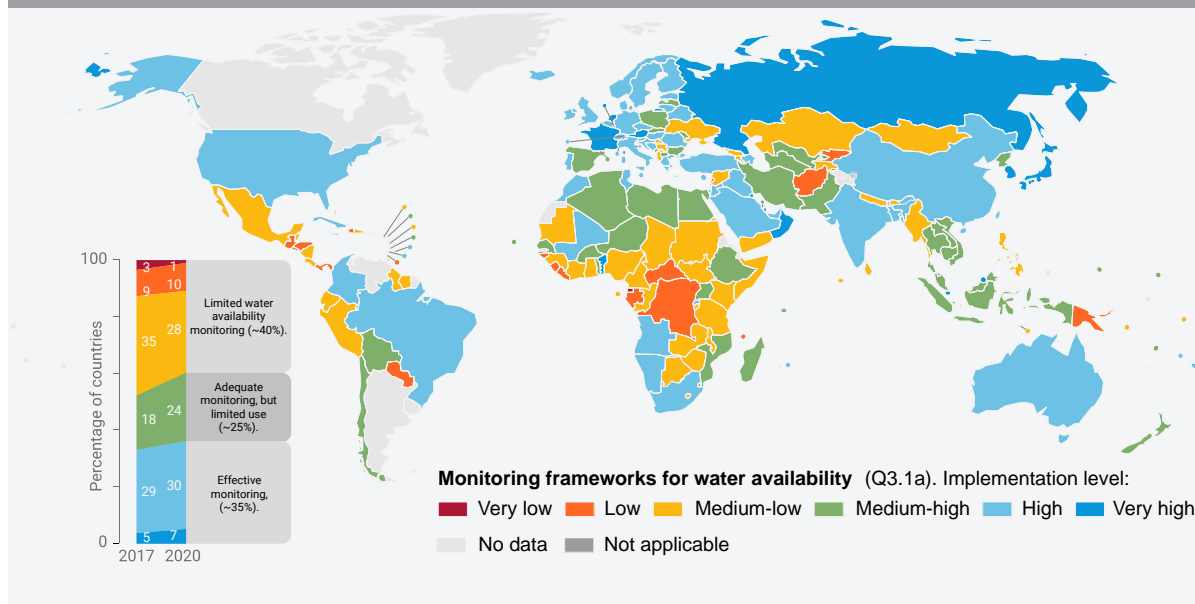 100
Percentage of countries
0
3 1
9 10
35 28
18 24
29 30
5 7
2017 2020
Limited water
availability
monitoring (~40%).
Adequate
monitoring, but
limited use
(~25%).
Effective
monitoring,
(~35%).
Monitoring frameworks for water availability (Q3.1a). Implementation level:
Very low Low Medium-low Medium-high High Very high
No data Not applicable